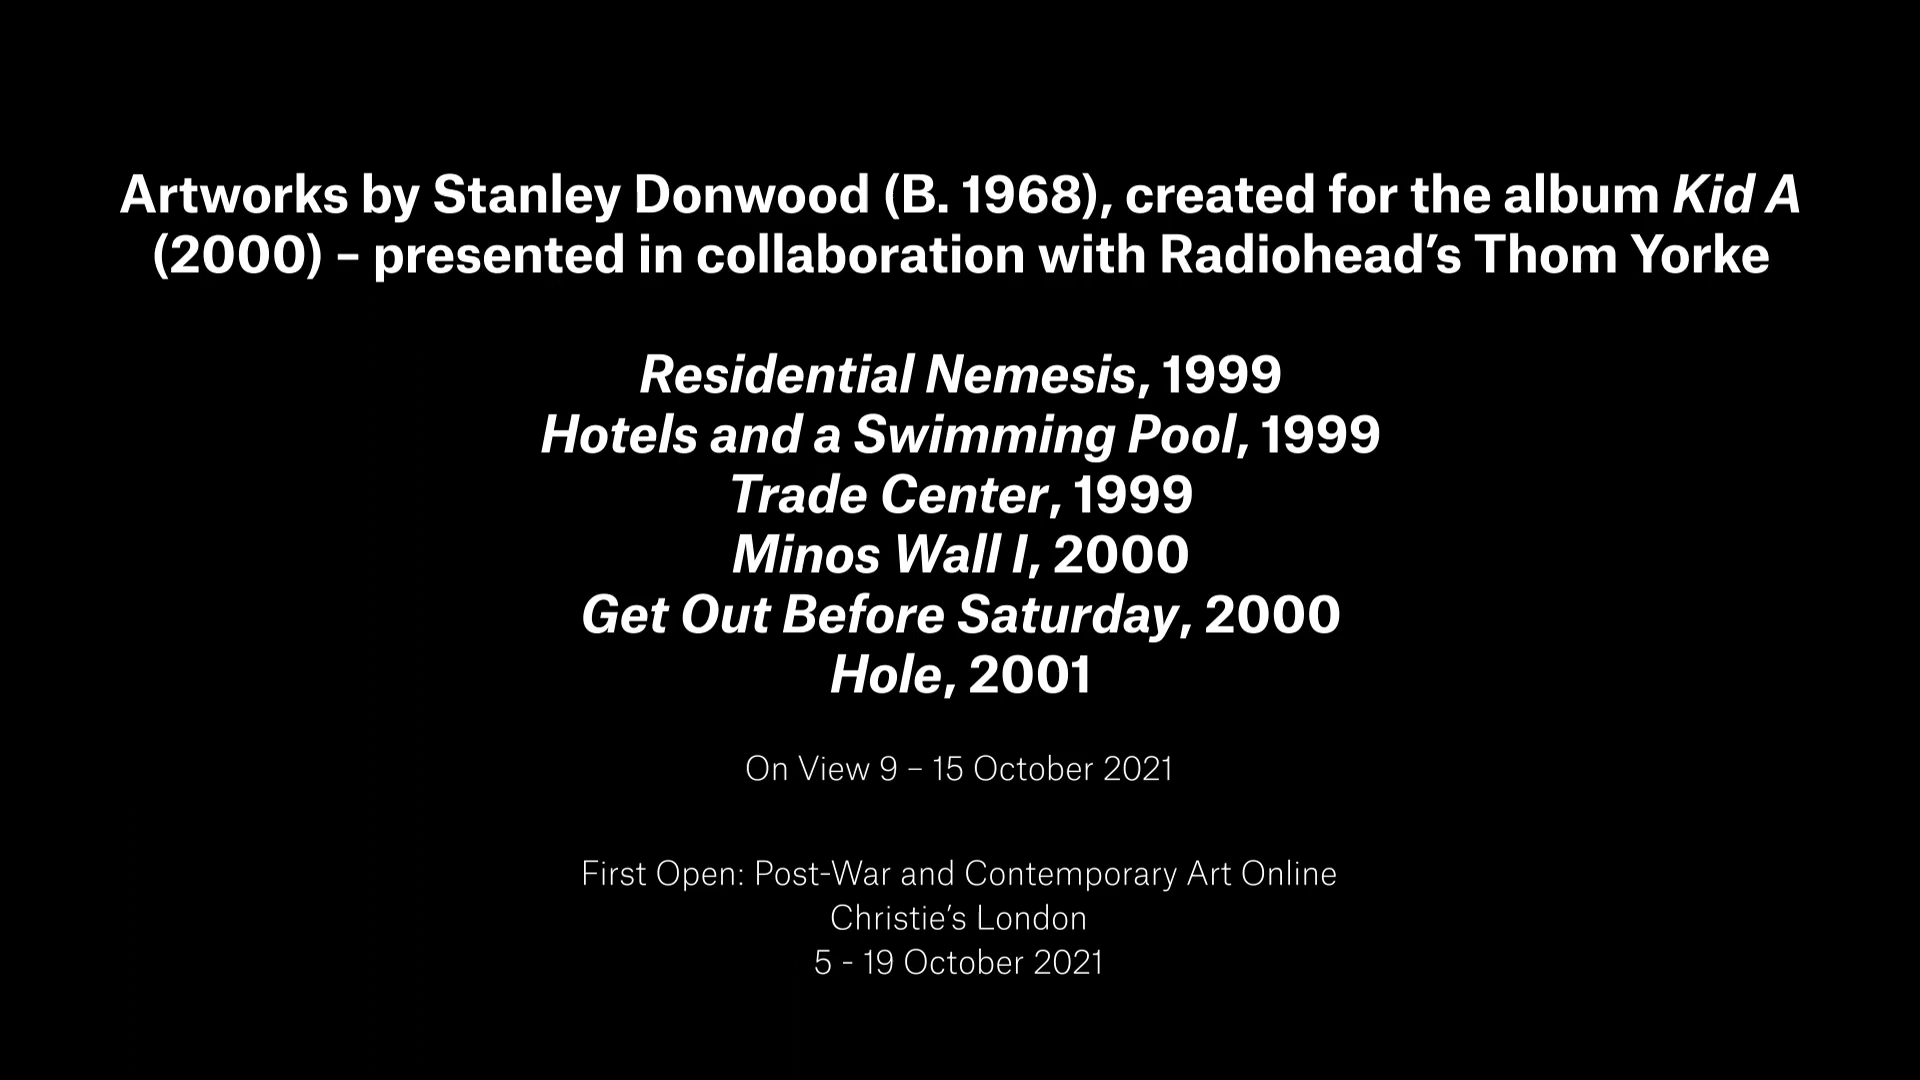 Artworks by Stanley Donwood (B. 1968), created for the album Kid A
(2000) – presented in collaboration with Radiohead’s Thom Yorke
Residential Nemesis, 1999
Hotels and a Swimming Pool, 1999
Trade Center, 1999
Minos Wall I, 2000
Get Out Before Saturday, 2000
Hole, 2001
On View 9 – 15 October 2021
First Open: Post-War and Contemporary Art Online
Christie’s London
5 - 19 October 2021